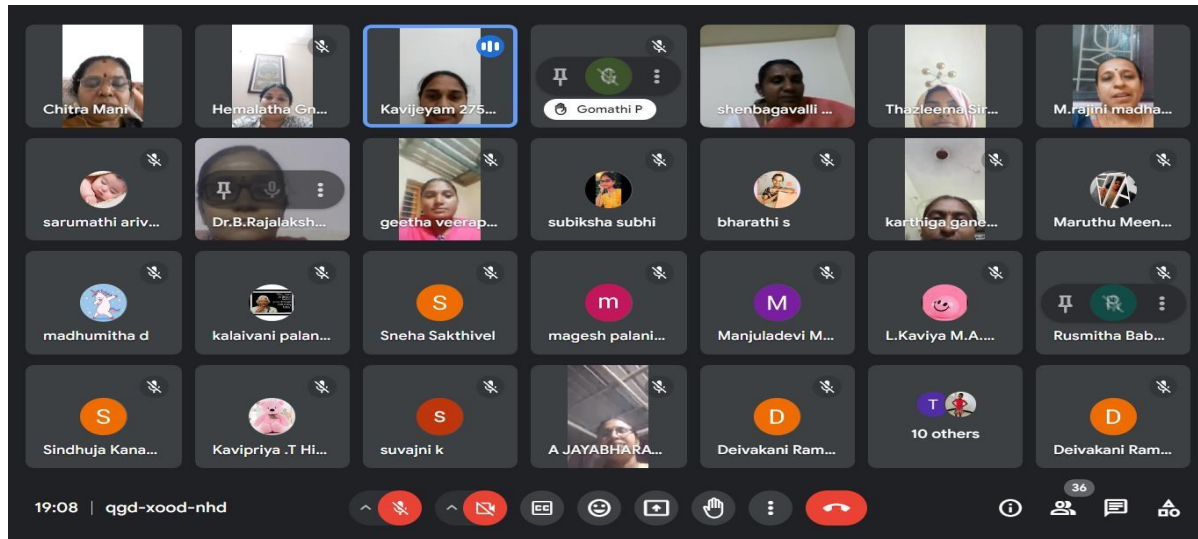 Chitra Mani
Hemalatha Gn...
Kavijeyam 275...
Gomathi P
shenbagavalli ...
Thazleema Sir...
M.rajini madha...
sarumathi ariv...
Dr.B.Rajalaksh...
geetha veerap...
subiksha subhi
bharathi s
karthiga gane...
Maruthu Meen...
madhumitha d
kalaivani palan...
S
Sneha Sakthivel
m
magesh palani...
M
Manjuladevi M...
L.Kaviya M.A....
R
Rusmitha Bab...
S
Sindhuja Kana...
Kavipriya .T Hi...
s
suvajni k
A JAYABHARA...
D
Deivakani Ram...
T
10 others
D
Deivakani Ram...
19:08 | qgd-xood-nhd
CC
36